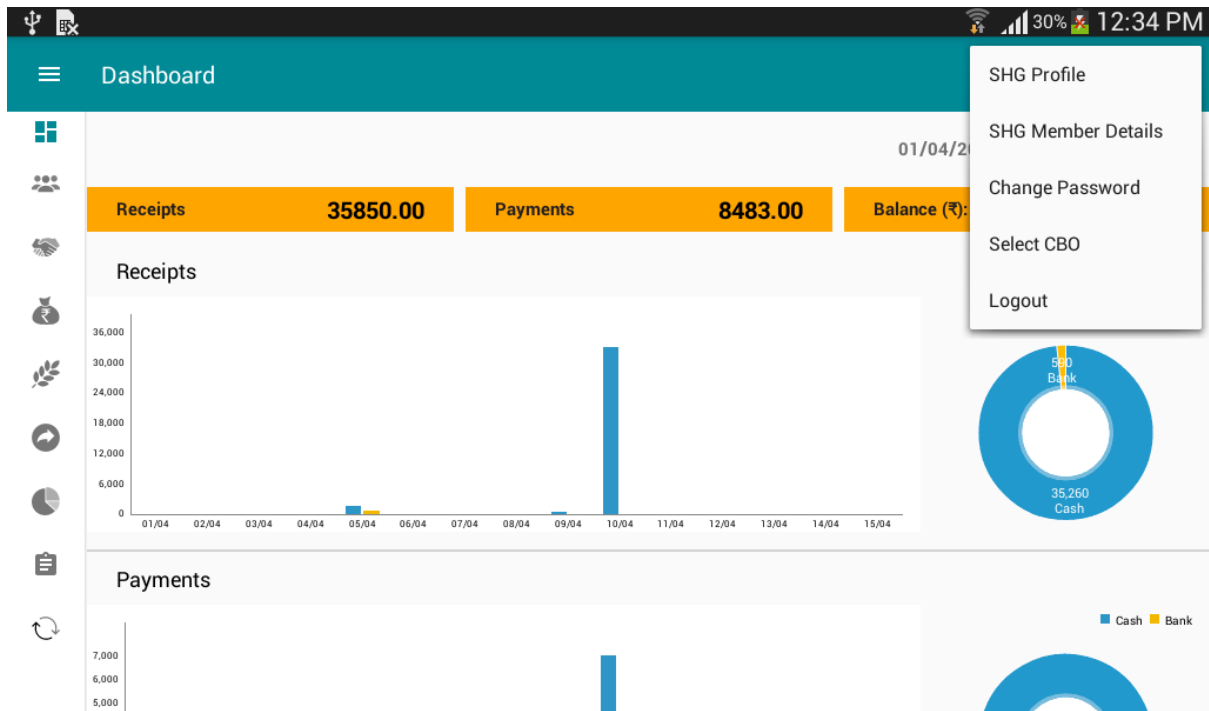 30% 12:34 PM
Dashboard
SHG Profile
SHG Member Details
Change Password
Select CBO
Logout
01/04/2
Receipts 35850.00 Payments 8483.00 Balance (₹):
Receipts
36,000
30,000
24,000
18,000
12,000
6,000
0
01/04 02/04 03/04 04/04 05/04 06/04 07/04 08/04 09/04 10/04 11/04 12/04 13/04 14/04 15/04
Bank
35,260
Cash
Payments
Cash Bank
7,000
6,000
5,000